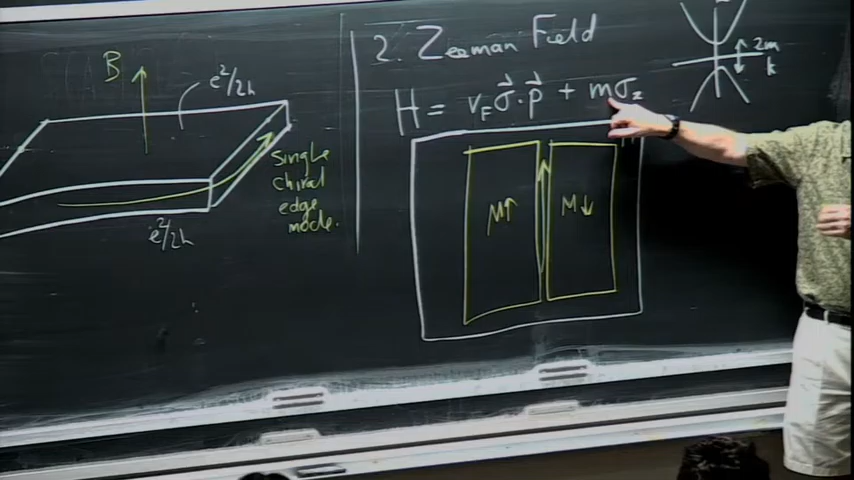 B
e²/2h
single
chiral
edge
mode.
e²/2h
2. Zeeman Field
H = v_F σ⃗·p⃗ + mσ_z
2m
k
M↑
M↓